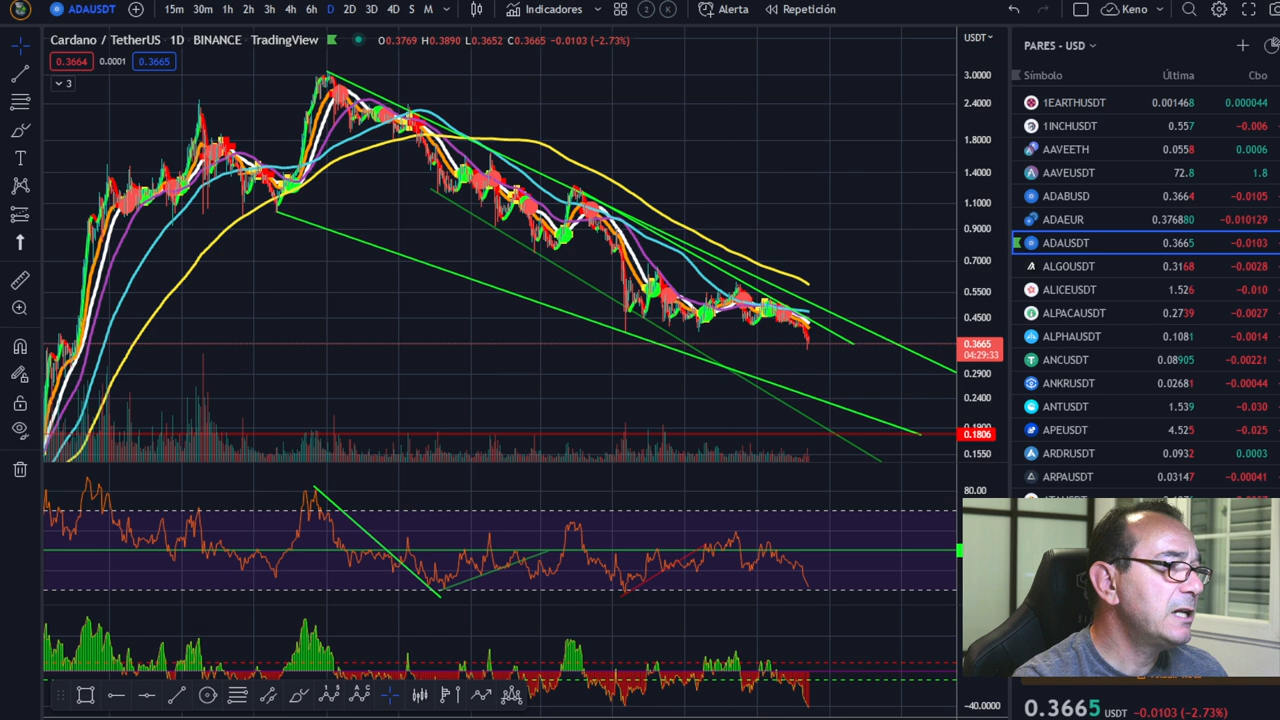 ADAUSDT 15m 30m 1h 2h 3h 4h 6h D 2D 3D 4D S M Indicadores 2 K Alerta Repetición Keno
Cardano / TetherUS 1D BINANCE TradingView O0.3769 H0.3890 L0.3652 C0.3665 −0.0103 (−2.73%)
0.3664 0.0001 0.3665
3
USDT
3.0000
2.4000
1.8000
1.4000
1.1000
0.9000
0.7000
0.5500
0.4500
0.3665
04:29:33
0.2900
0.2400
0.1806
0.1550
80.00
−40.0000
PARES - USD
Símbolo Última Cbo
1EARTHUSDT 0.001468 0.000044
1INCHUSDT 0.557 −0.006
AAVEETH 0.0558 0.0006
AAVEUSDT 72.8 1.8
ADABUSD 0.3664 −0.0105
ADAEUR 0.376880 −0.010129
ADAUSDT 0.3665 −0.0103
ALGOUSDT 0.3168 −0.0028
ALICEUSDT 1.526 −0.010
ALPACAUSDT 0.2739 −0.0027
ALPHAUSDT 0.1081 −0.0014
ANCUSDT 0.08905 −0.00221
ANKRUSDT 0.02681 −0.00044
ANTUSDT 1.539 −0.030
APEUSDT 4.525 −0.025
ARDRUSDT 0.0932 0.0003
ARPAUSDT 0.03147 −0.00041
0.3665 USDT −0.0103 (−2.73%)